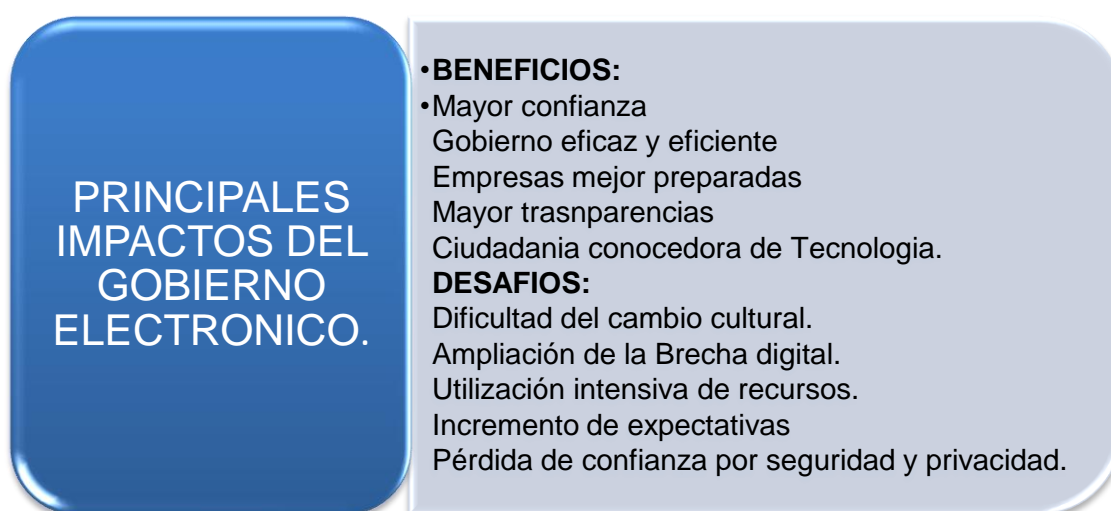 PRINCIPALES
IMPACTOS DEL
GOBIERNO
ELECTRONICO.
•BENEFICIOS:
•Mayor confianza
Gobierno eficaz y eficiente
Empresas mejor preparadas
Mayor trasnparencias
Ciudadania conocedora de Tecnologia.
DESAFIOS:
Dificultad del cambio cultural.
Ampliación de la Brecha digital.
Utilización intensiva de recursos.
Incremento de expectativas
Pérdida de confianza por seguridad y privacidad.